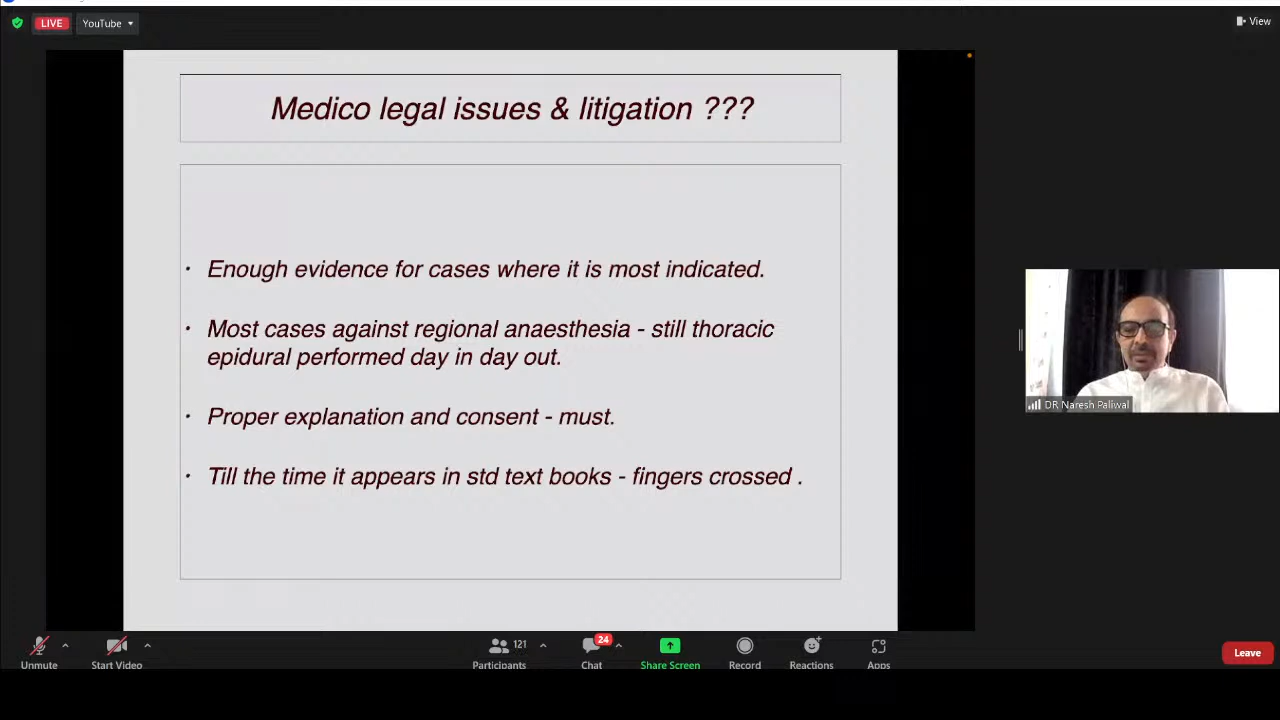 LIVE
YouTube
View
Medico legal issues & litigation ???
• Enough evidence for cases where it is most indicated.
• Most cases against regional anaesthesia - still thoracic
epidural performed day in day out.
• Proper explanation and consent - must.
• Till the time it appears in std text books - fingers crossed .
DR Naresh Paliwal
Unmute
Start Video
121
Participants
24
Chat
Share Screen
Record
Reactions
Apps
Leave